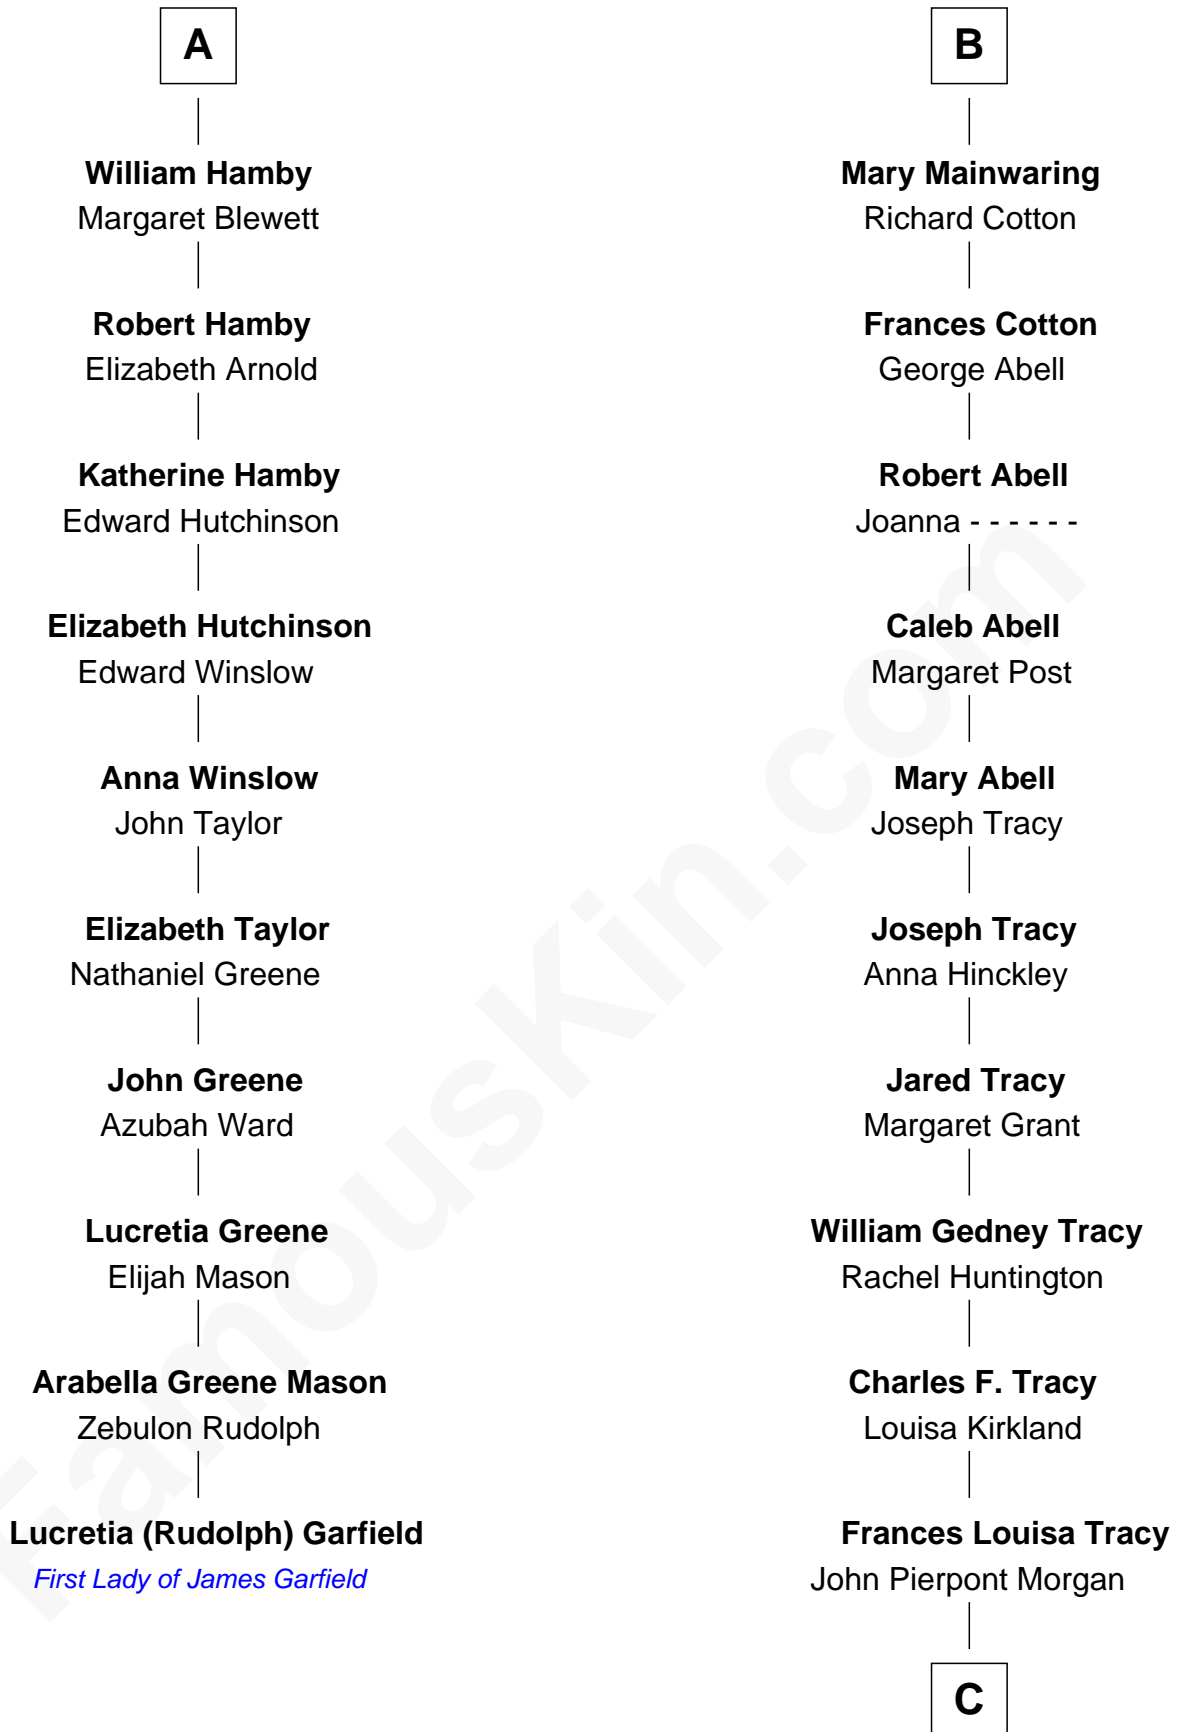 A
William Hamby
Margaret Blewett
Robert Hamby
Elizabeth Arnold
Katherine Hamby
Edward Hutchinson
Elizabeth Hutchinson
Edward Winslow
Anna Winslow
John Taylor
Elizabeth Taylor
Nathaniel Greene
John Greene
Azubah Ward
Lucretia Greene
Elijah Mason
Arabella Greene Mason
Zebulon Rudolph
Lucretia (Rudolph) Garfield
First Lady of James Garfield
B
Mary Mainwaring
Richard Cotton
Frances Cotton
George Abell
Robert Abell
Joanna - - - - - -
Caleb Abell
Margaret Post
Mary Abell
Joseph Tracy
Joseph Tracy
Anna Hinckley
Jared Tracy
Margaret Grant
William Gedney Tracy
Rachel Huntington
Charles F. Tracy
Louisa Kirkland
Frances Louisa Tracy
John Pierpont Morgan
C
FamousKin.com